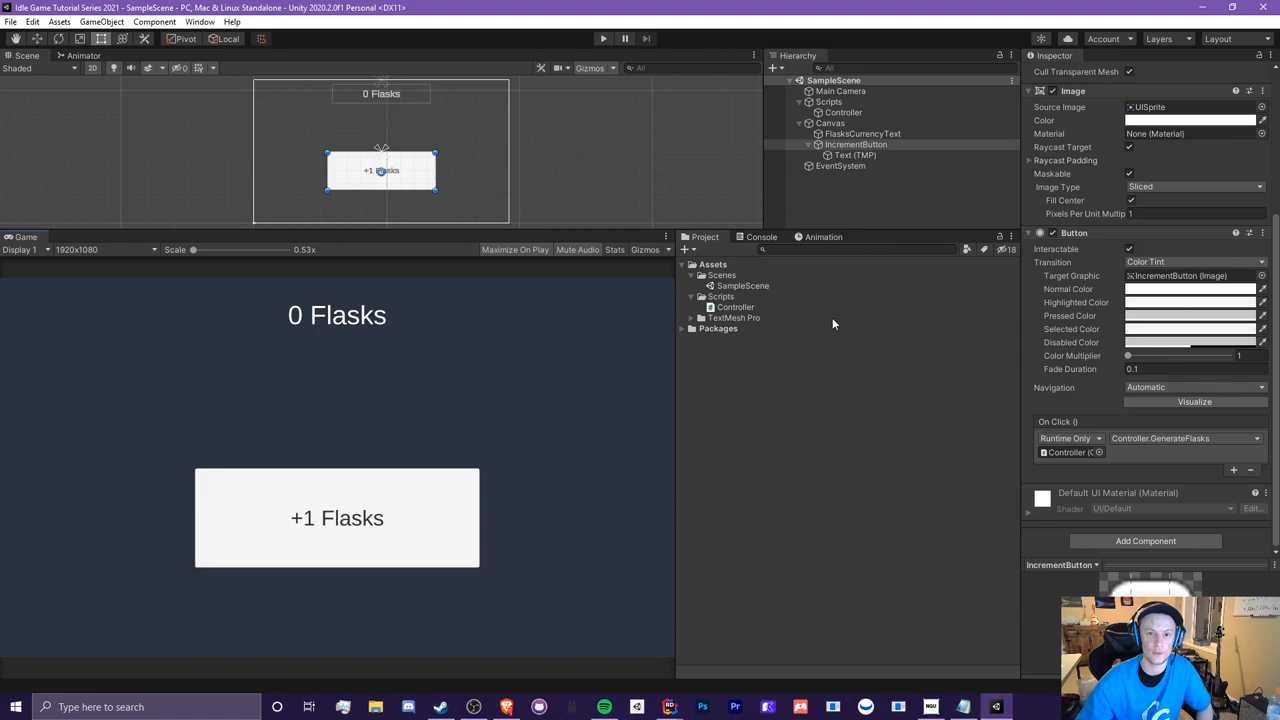 Idle Game Tutorial Series 2021 - SampleScene - PC, Mac & Linux Standalone - Unity 2020.2.0f1 Personal <DX11>
File Edit Assets GameObject Component Window Help
Pivot Local
Account Layers Layout
Scene Animator
Shaded 2D 0 Gizmos All
0 Flasks
+1 Flasks
Hierarchy
All
SampleScene
Main Camera
Scripts
Controller
Canvas
FlasksCurrencyText
IncrementButton
Text (TMP)
EventSystem
Game
Display 1 1920x1080 Scale 0.53x Maximize On Play Mute Audio Stats Gizmos
0 Flasks
+1 Flasks
Project Console Animation
18
Assets
Scenes
SampleScene
Scripts
Controller
TextMesh Pro
Packages
Inspector
Cull Transparent Mesh
Image
Source Image UISprite
Color
Material None (Material)
Raycast Target
Raycast Padding
Maskable
Image Type Sliced
Fill Center
Pixels Per Unit Multip 1
Button
Interactable
Transition Color Tint
Target Graphic IncrementButton (Image)
Normal Color
Highlighted Color
Pressed Color
Selected Color
Disabled Color
Color Multiplier 1
Fade Duration 0.1
Navigation Automatic
Visualize
On Click ()
Runtime Only Controller.GenerateFlasks
Controller (C
Default UI Material (Material)
Shader UI/Default Edit...
Add Component
IncrementButton
Type here to search